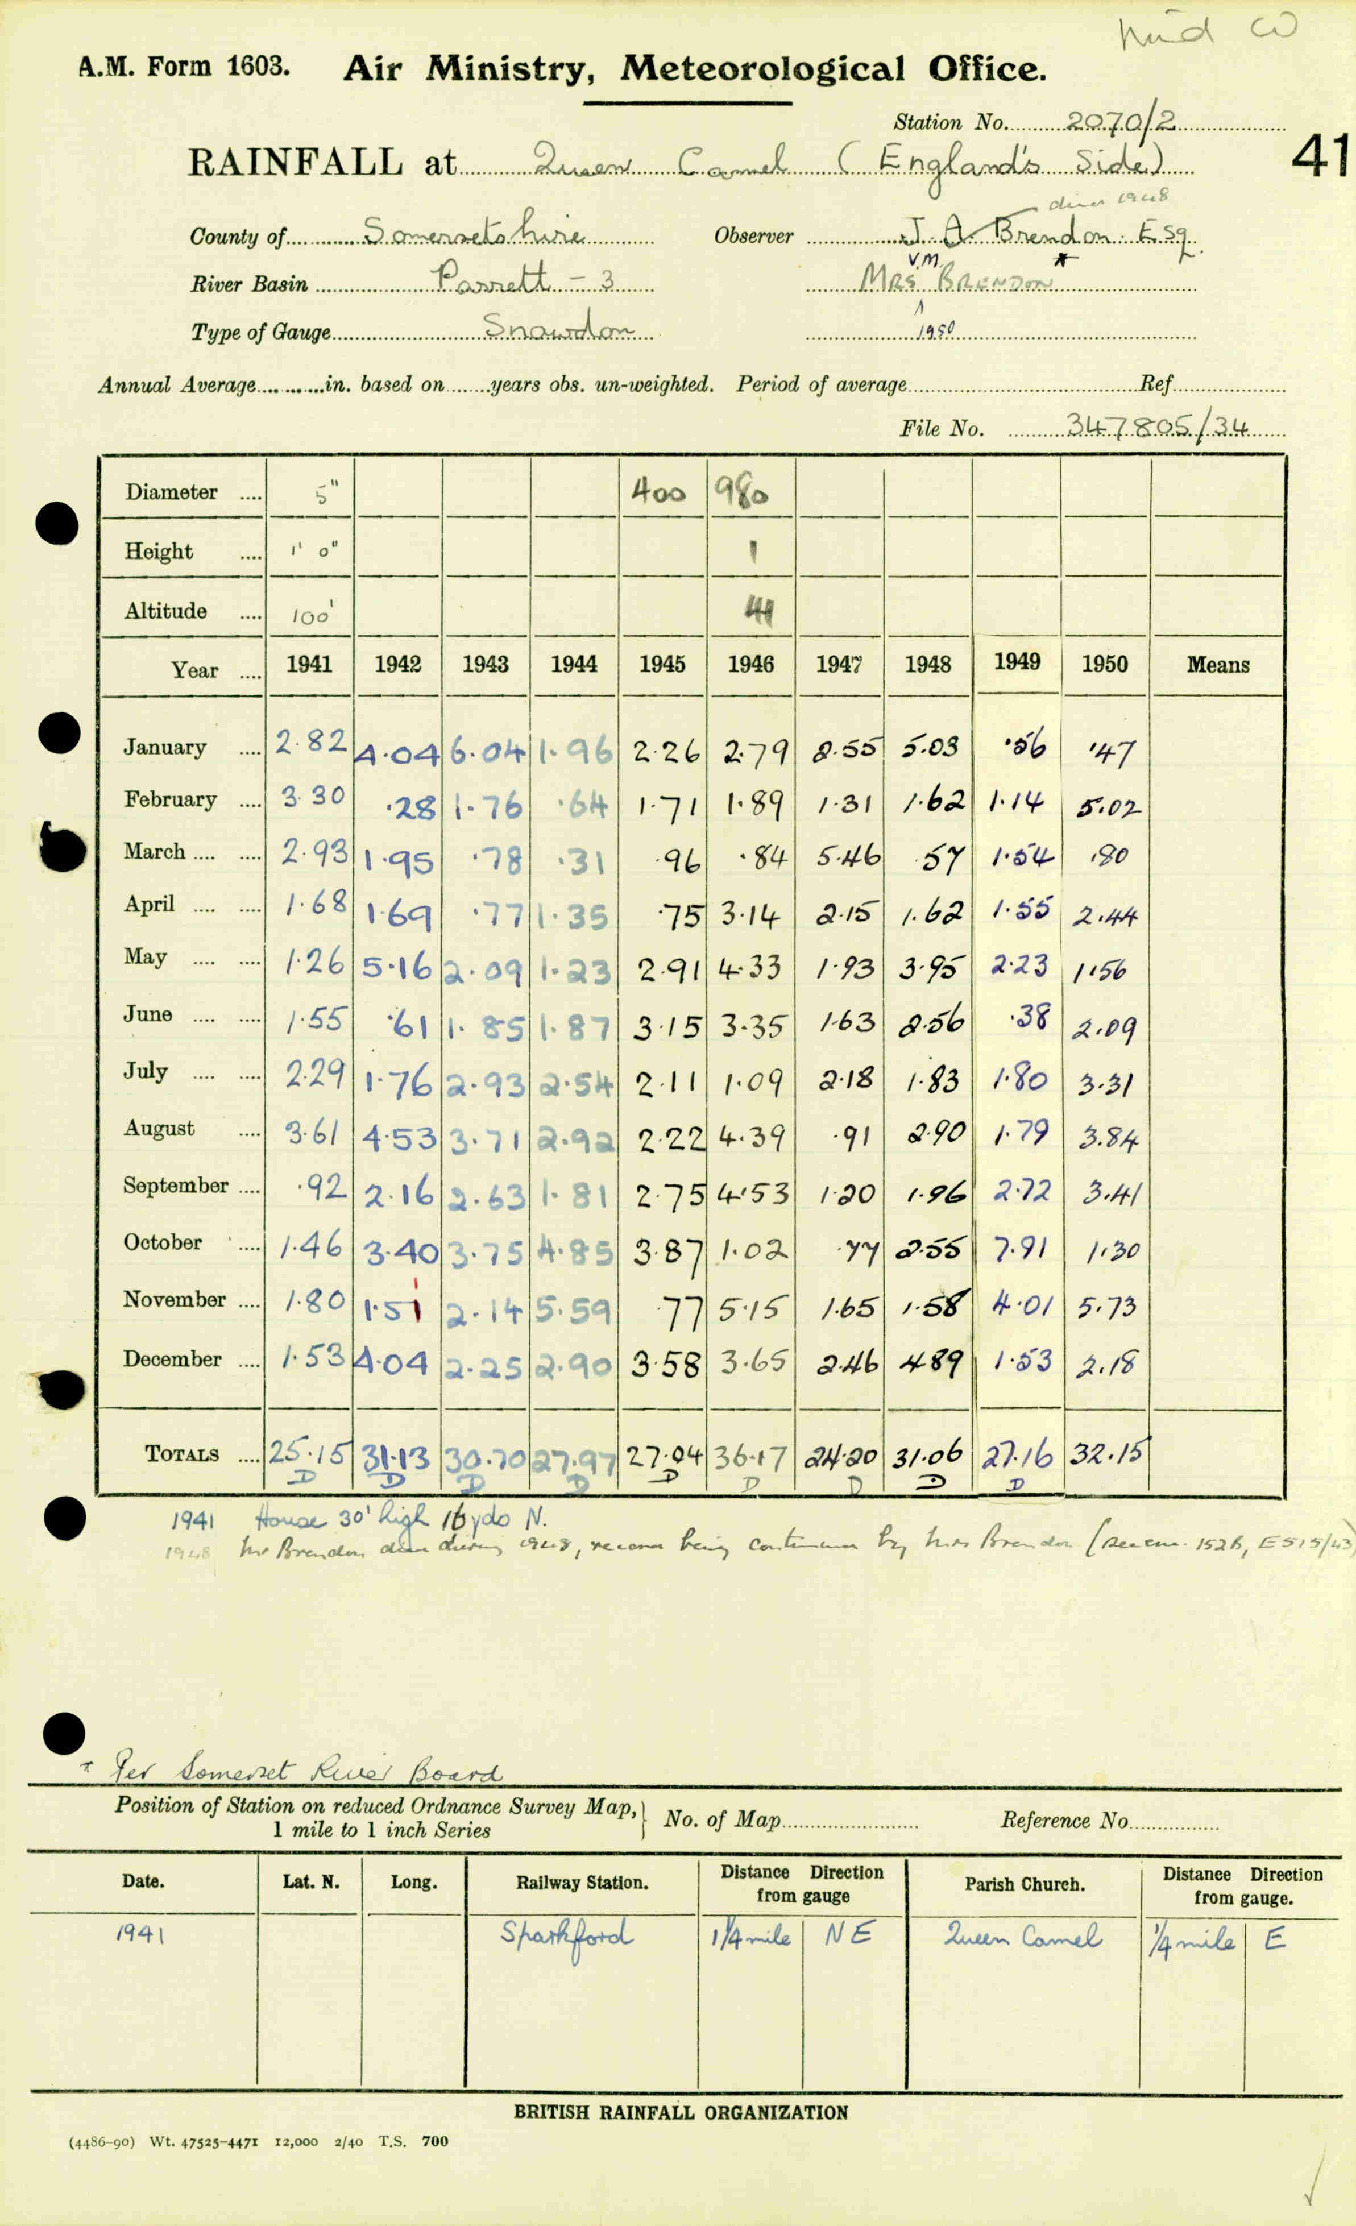 Mid W
A.M. Form 1603. Air Ministry, Meteorological Office.
Station No. 2070/2
41
RAINFALL at Queen Camel (England's Side)
died 1948
County of Somersetshire Observer J. A. Brendon Esq.
V.M. *
River Basin Parrett - 3 MRS BRENDON
Type of Gauge Snowdon 1950
Annual Average in. based on years obs. un-weighted. Period of average Ref
File No. 347805/34
Diameter .... 5" 400 980
Height .... 1' 0" 1
Altitude .... 100' 41
Year .... 1941 1942 1943 1944 1945 1946 1947 1948 1949 1950 Means
January .... 2.82 4.04 6.04 1.96 2.26 2.79 2.55 5.03 .56 .47
February .... 3.30 .28 1.76 .64 1.71 1.89 1.31 1.62 1.14 5.02
March .... .... 2.93 1.95 .78 .31 .96 .84 5.46 .57 1.54 .80
April .... .... 1.68 1.69 .77 1.35 .75 3.14 2.15 1.62 1.55 2.44
May .... .... 1.26 5.16 2.09 1.23 2.91 4.33 1.93 3.95 2.23 1.56
June .... .... 1.55 .61 1.85 1.87 3.15 3.35 1.63 2.56 .38 2.09
July .... .... 2.29 1.76 2.93 2.54 2.11 1.09 2.18 1.83 1.80 3.31
August .... 3.61 4.53 3.71 2.92 2.22 4.39 .91 2.90 1.79 3.84
September .... .92 2.16 2.63 1.81 2.75 4.53 1.20 1.96 2.72 3.41
October .... 1.46 3.40 3.75 4.85 3.87 1.02 .77 2.55 7.91 1.30
November .... 1.80 1.51 2.14 5.59 .77 5.15 1.65 1.58 4.01 5.73
December .... 1.53 4.04 2.25 2.90 3.58 3.65 2.46 4.89 1.53 2.18
TOTALS .... 25.15 31.13 30.70 27.97 27.04 36.17 24.20 31.06 27.16 32.15
D D D D D D D D D
1941 House 30' high 16 yds N.
1948 Mr Brendon died during 1948, record being continued by Mrs Brendon ( 152B, E515/43)
* Per Somerset River Board
Position of Station on reduced Ordnance Survey Map, 1 mile to 1 inch Series } No. of Map Reference No.
Date. Lat. N. Long. Railway Station. Distance Direction from gauge Parish Church. Distance Direction from gauge.
1941 Sparkford 1 1/4 mile N E Queen Camel 1/4 mile E
BRITISH RAINFALL ORGANIZATION
(4486-90) Wt. 47525-4471 12,000 2/40 T.S. 700